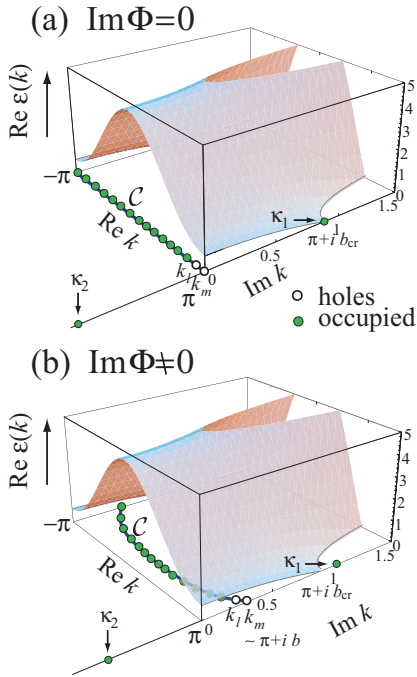 (a) ImΦ=0
Re ε(k)
5
4
3
2
1
0
−π
C
Re k
k_l k_m
π
0
0.5
1
1.5
Im k
κ₁
π+i b_cr
κ₂
holes
occupied
(b) ImΦ≠0
Re ε(k)
5
4
3
2
1
0
−π
C
Re k
π
0
0.5
1
1.5
Im k
k_l k_m
~ π+i b
κ₁
π+i b_cr
κ₂